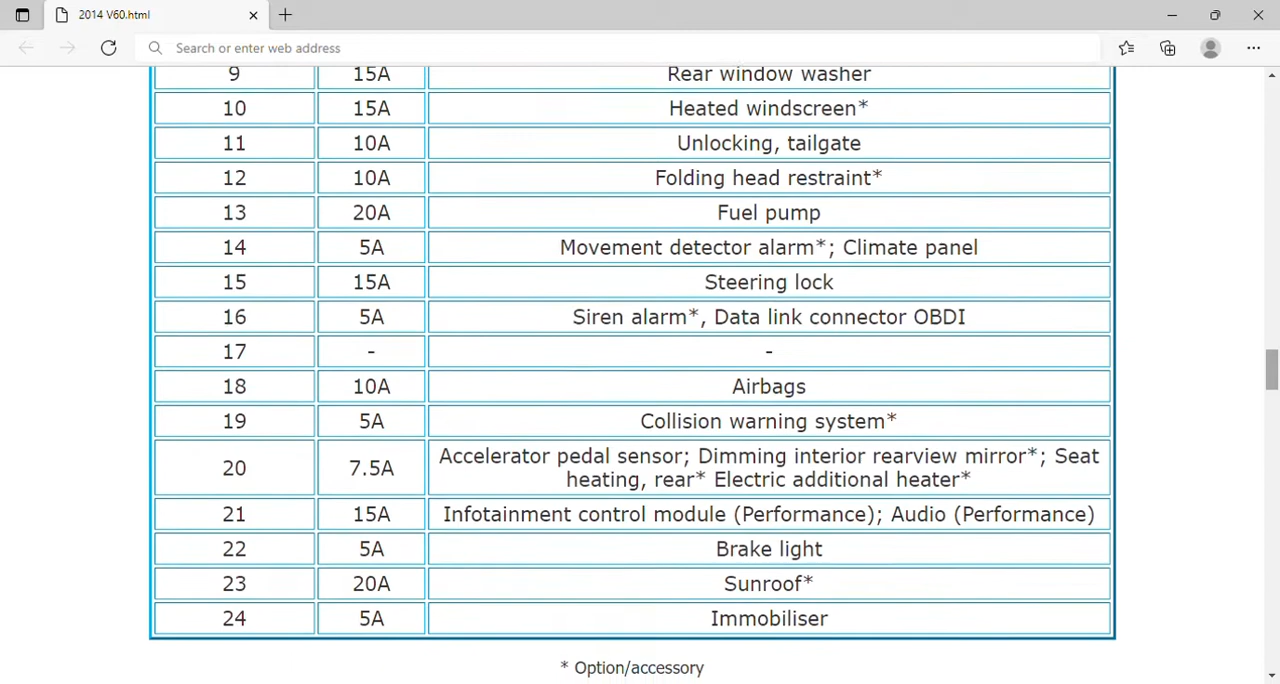 2014 V60.html
Search or enter web address
9 15A Rear window washer
10 15A Heated windscreen*
11 10A Unlocking, tailgate
12 10A Folding head restraint*
13 20A Fuel pump
14 5A Movement detector alarm*; Climate panel
15 15A Steering lock
16 5A Siren alarm*, Data link connector OBDI
17 - -
18 10A Airbags
19 5A Collision warning system*
20 7.5A Accelerator pedal sensor; Dimming interior rearview mirror*; Seat
heating, rear* Electric additional heater*
21 15A Infotainment control module (Performance); Audio (Performance)
22 5A Brake light
23 20A Sunroof*
24 5A Immobiliser
* Option/accessory